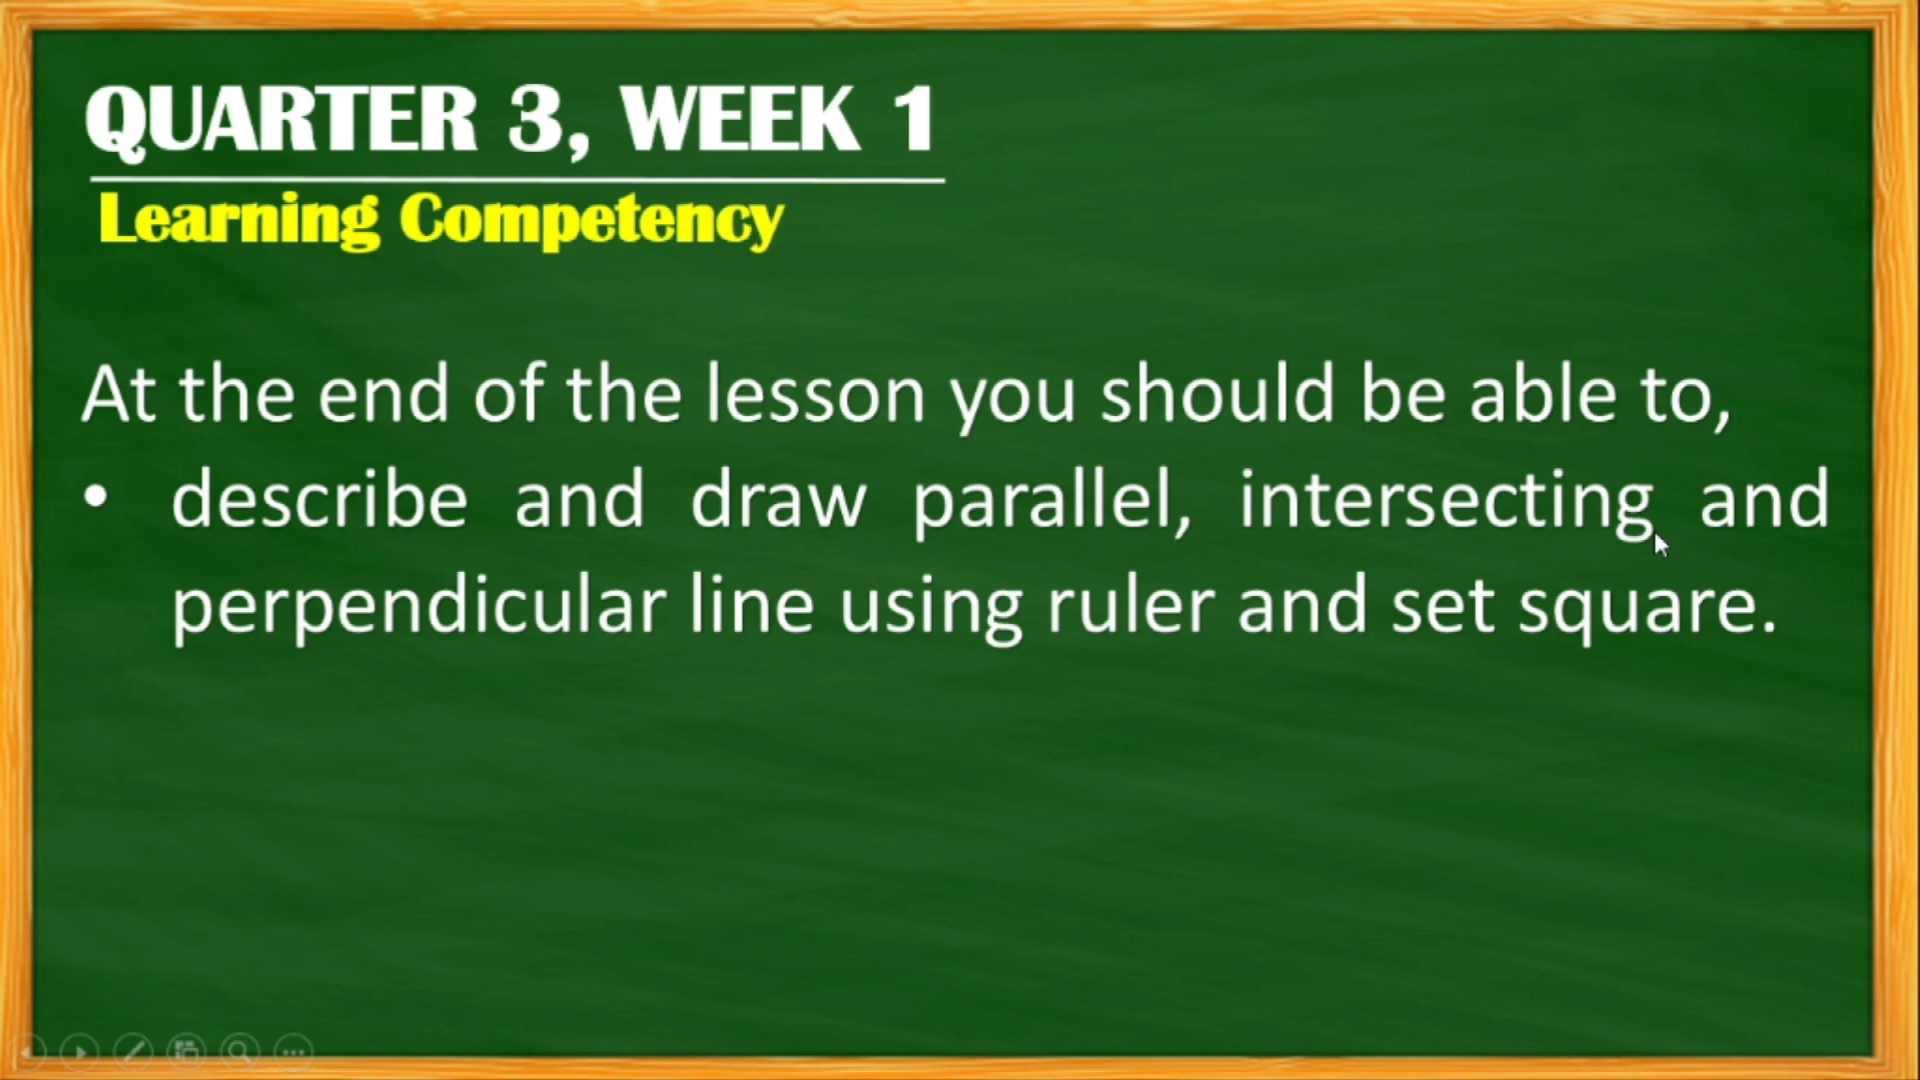 QUARTER 3, WEEK 1
Learning Competency
At the end of the lesson you should be able to,
• describe and draw parallel, intersecting and
perpendicular line using ruler and set square.